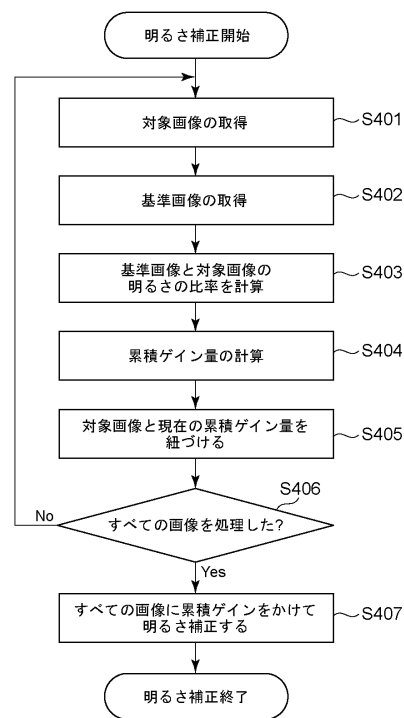 明るさ補正開始
対象画像の取得
S401
基準画像の取得
S402
基準画像と対象画像の
明るさの比率を計算
S403
累積ゲイン量の計算
S404
対象画像と現在の累積ゲイン量を
紐づける
S405
S406
No
すべての画像を処理した?
Yes
すべての画像に累積ゲインをかけて
明るさ補正する
S407
明るさ補正終了